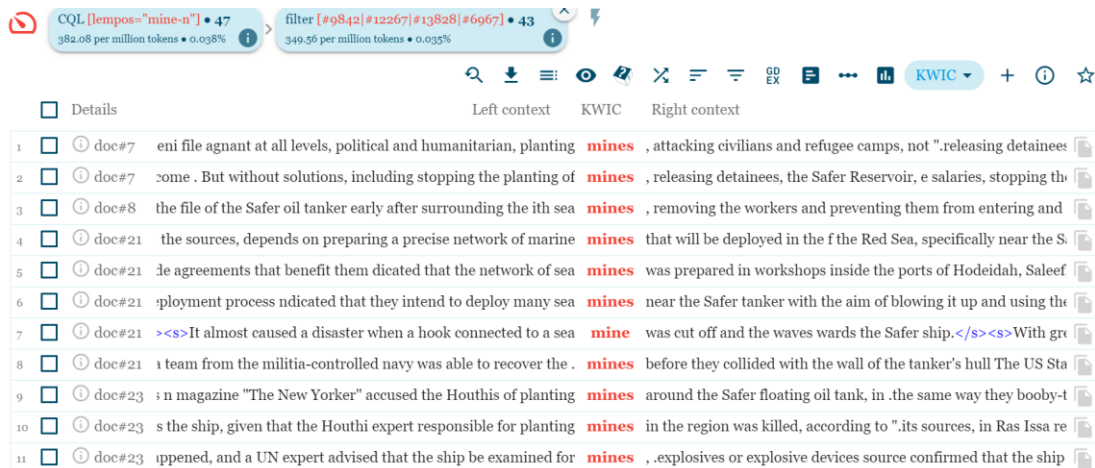 CQL [lempos="mine-n"] • 47
382.08 per million tokens • 0.038%
filter [#9842|#12267|#13828|#6967] • 43
349.56 per million tokens • 0.035%
GD EX KWIC
Details Left context KWIC Right context
1 doc#7 eni file agnant at all levels, political and humanitarian, planting mines , attacking civilians and refugee camps, not ".releasing detainees
2 doc#7 come . But without solutions, including stopping the planting of mines , releasing detainees, the Safer Reservoir, e salaries, stopping the
3 doc#8 the file of the Safer oil tanker early after surrounding the ith sea mines , removing the workers and preventing them from entering and
4 doc#21 the sources, depends on preparing a precise network of marine mines that will be deployed in the f the Red Sea, specifically near the Sa
5 doc#21 de agreements that benefit them dicated that the network of sea mines was prepared in workshops inside the ports of Hodeidah, Saleef
6 doc#21 ployment process ndicated that they intend to deploy many sea mines near the Safer tanker with the aim of blowing it up and using the
7 doc#21 ><s>It almost caused a disaster when a hook connected to a sea mine was cut off and the waves wards the Safer ship.</s><s>With gre
8 doc#21 a team from the militia-controlled navy was able to recover the . mines before they collided with the wall of the tanker's hull The US Sta
9 doc#23 s n magazine "The New Yorker" accused the Houthis of planting mines around the Safer floating oil tank, in .the same way they booby-t
10 doc#23 s the ship, given that the Houthi expert responsible for planting mines in the region was killed, according to ".its sources, in Ras Issa re
11 doc#23 appened, and a UN expert advised that the ship be examined for mines , .explosives or explosive devices source confirmed that the ship